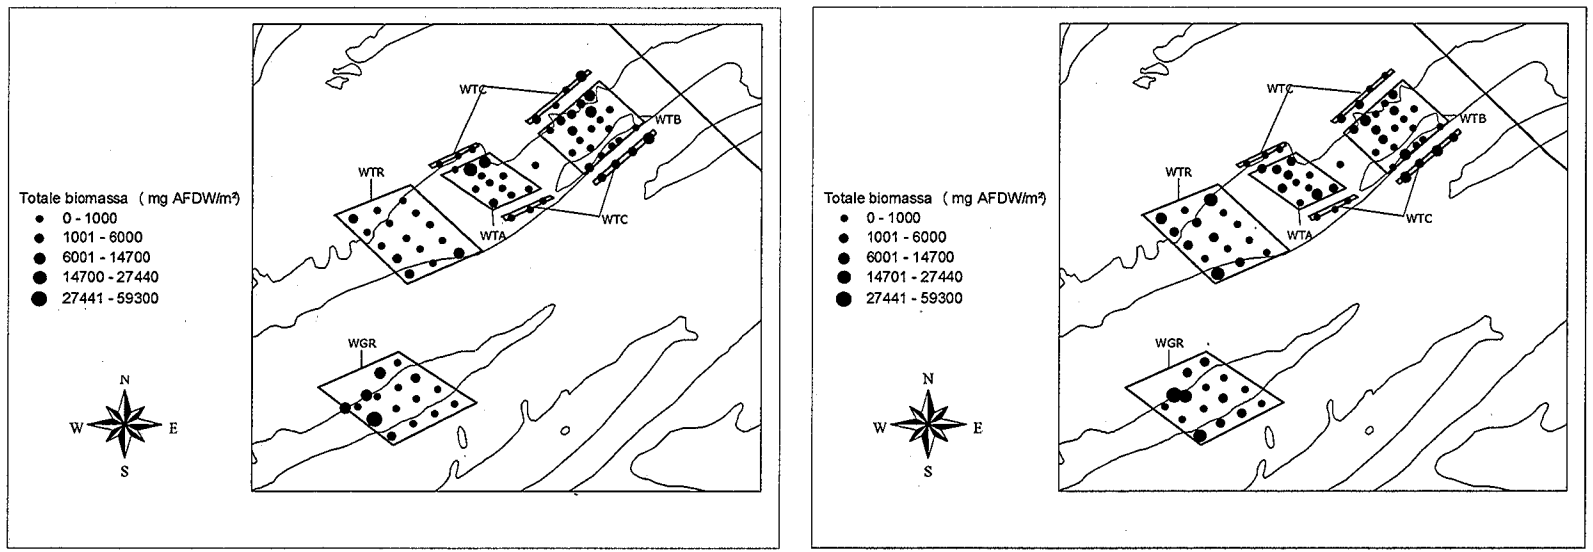 WTC
WTB
WTR
Totale biomassa ( mg AFDW/m²)
0 - 1000
1001 - 6000
6001 - 14700
14700 - 27440
27441 - 59300
WTA
WTC
WGR
N
W E
S
WTC
WTB
WTR
Totale biomassa ( mg AFDW/m²)
0 - 1000
1001 - 6000
6001 - 14700
14701 - 27440
27441 - 59300
WTA
WTC
WGR
N
W E
S